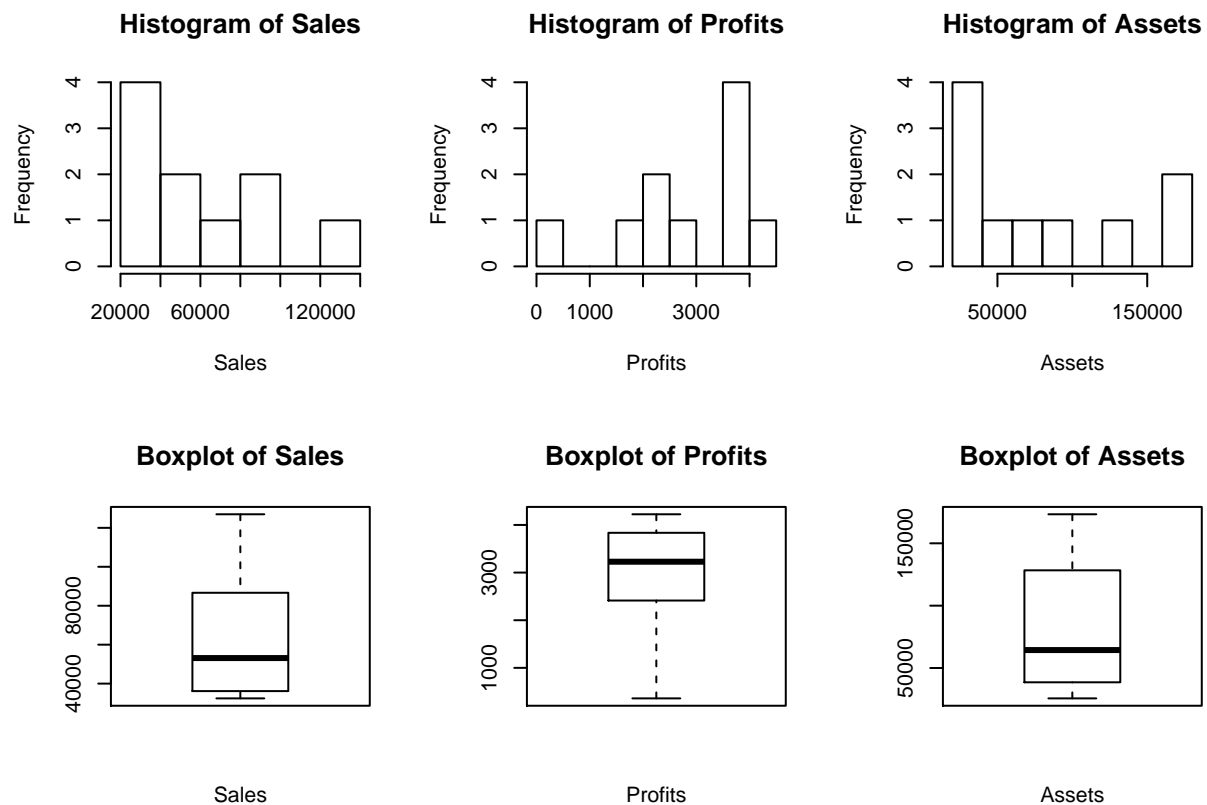 Histogram of Sales
Frequency
4
3
2
1
0
20000 60000 120000
Sales
Histogram of Profits
Frequency
4
3
2
1
0
0 1000 3000
Profits
Histogram of Assets
Frequency
4
3
2
1
0
50000 150000
Assets
Boxplot of Sales
80000
40000
Sales
Boxplot of Profits
3000
1000
Profits
Boxplot of Assets
150000
50000
Assets